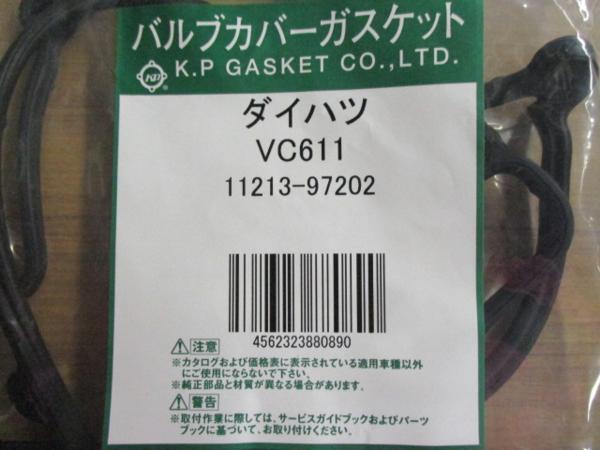 バルブカバーガスケット
KP ® K.P GASKET CO.,LTD.
ダイハツ
VC611
11213-97202
4562323880890
⚠注意
※カタログおよび価格表に表示されている適用車種以外
にご使用にならないで下さい。
※純正部品と材質が異なる場合があります。
⚠警告
※取付作業に際しては、サービスガイドブックおよびパーツ
ブックに基づいて、お取り付けください。